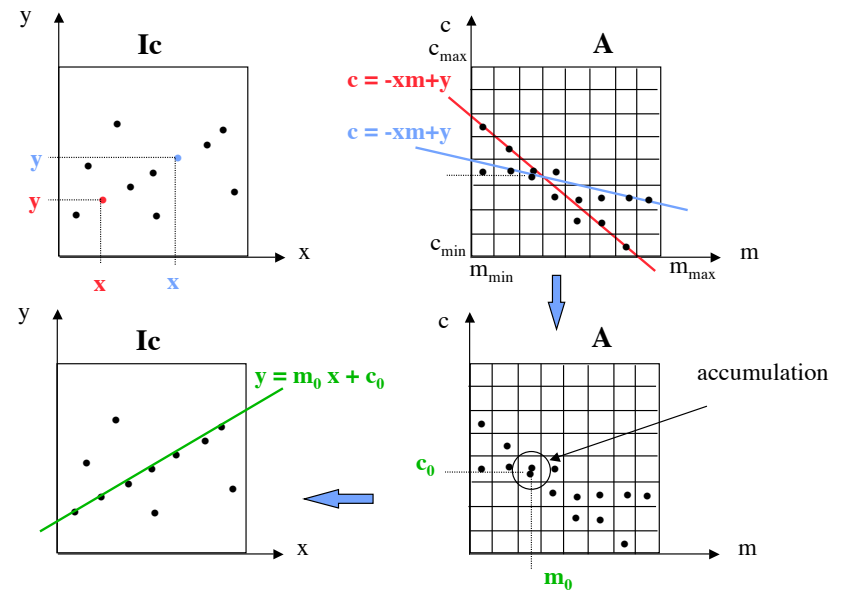 y
Ic
y
y
x
x
x
c
c_max
A
c = -xm+y
c = -xm+y
c_min
m_min
m_max
m
y
Ic
y = m_0 x + c_0
x
c
A
accumulation
c_0
m
m_0